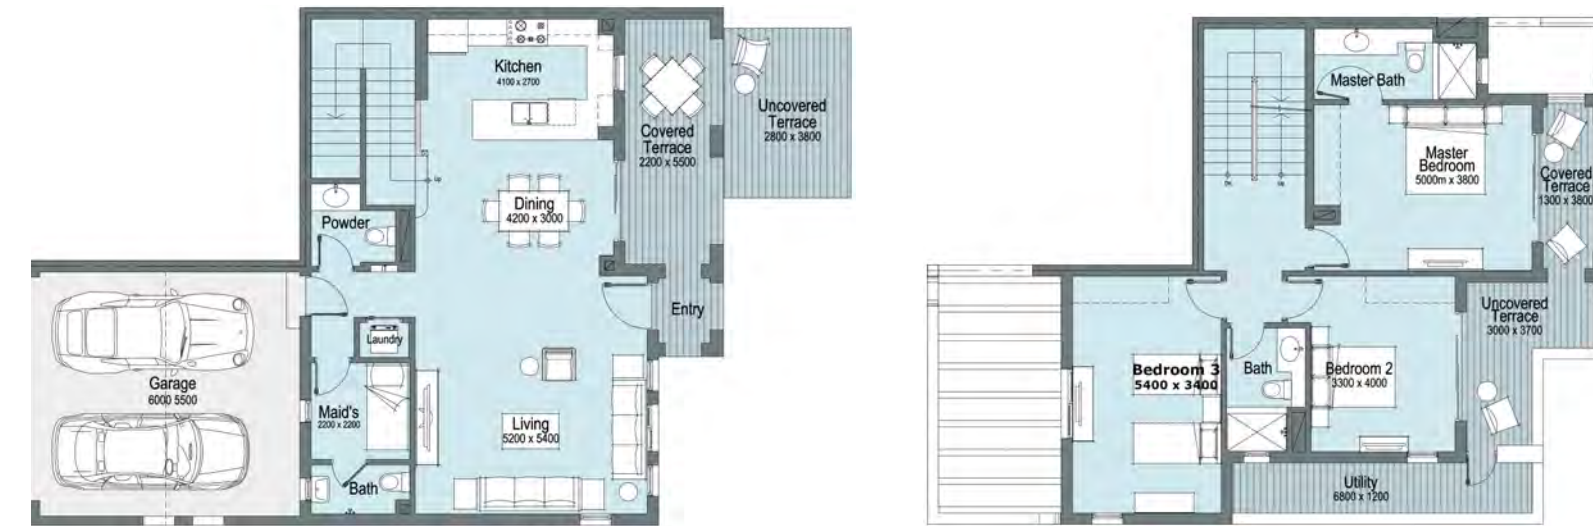 Kitchen
4100 x 2700
Covered
Terrace
2200 x 5500
Uncovered
Terrace
2800 x 3800
Dining
4200 x 3000
Powder
Entry
Laundry
Garage
6000 5500
Maid's
2200 x 2200
Living
5200 x 5400
Bath
Master Bath
Master
Bedroom
5000m x 3800
Covered
Terrace
1300 x 3800
Uncovered
Terrace
3000 x 3700
Bedroom 3
5400 x 3400
Bath
Bedroom 2
3300 x 4000
Utility
6800 x 1200